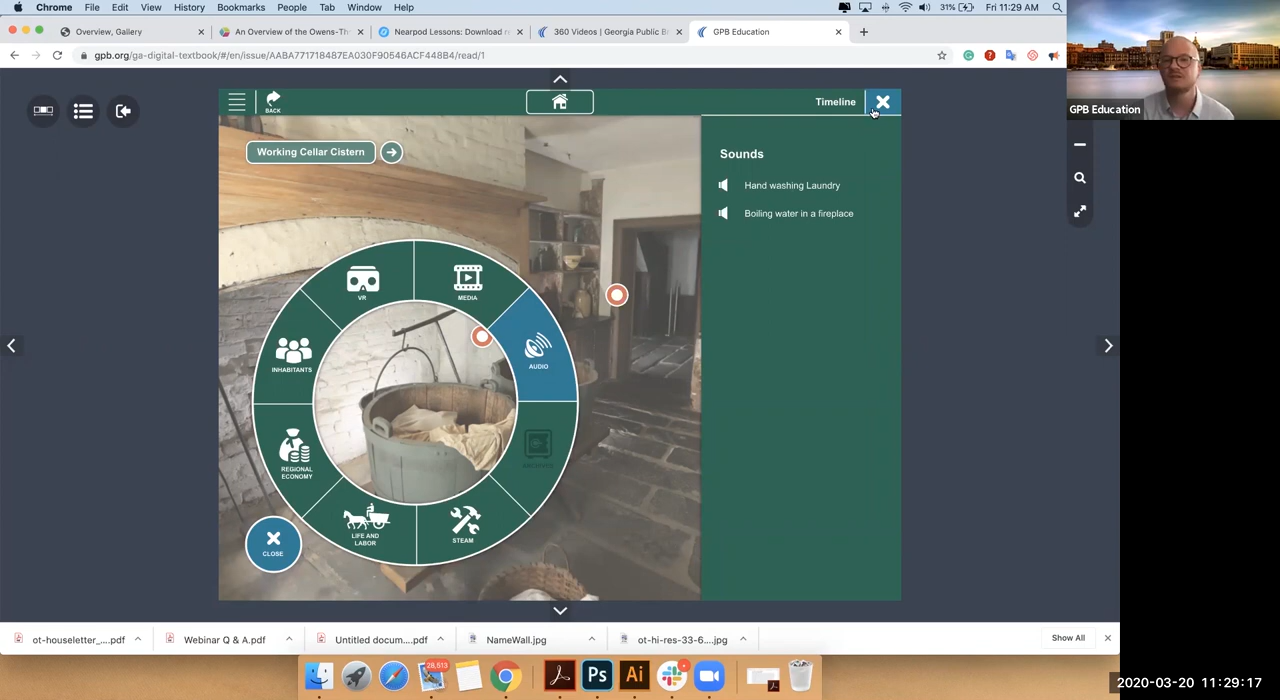 Chrome File Edit View History Bookmarks People Tab Window Help
31% Fri 11:29 AM
Overview, Gallery
An Overview of the Owens-Th
Nearpod Lessons: Download r
360 Videos | Georgia Public B
GPB Education
gpb.org/ga-digital-textbook/#/en/issue/AABA771718487EA030F90546ACF448B4/read/1
GPB Education
BACK
Timeline
Working Cellar Cistern
Sounds
Hand washing Laundry
Boiling water in a fireplace
VR
MEDIA
INHABITANTS
AUDIO
REGIONAL
ECONOMY
LIFE AND
LABOR
STEAM
CLOSE
ot-houseletter_....pdf
Webinar Q & A.pdf
Untitled docum....pdf
NameWall.jpg
ot-hi-res-33-6....jpg
Show All
28,513
Ps
Ai
2020-03-20 11:29:17